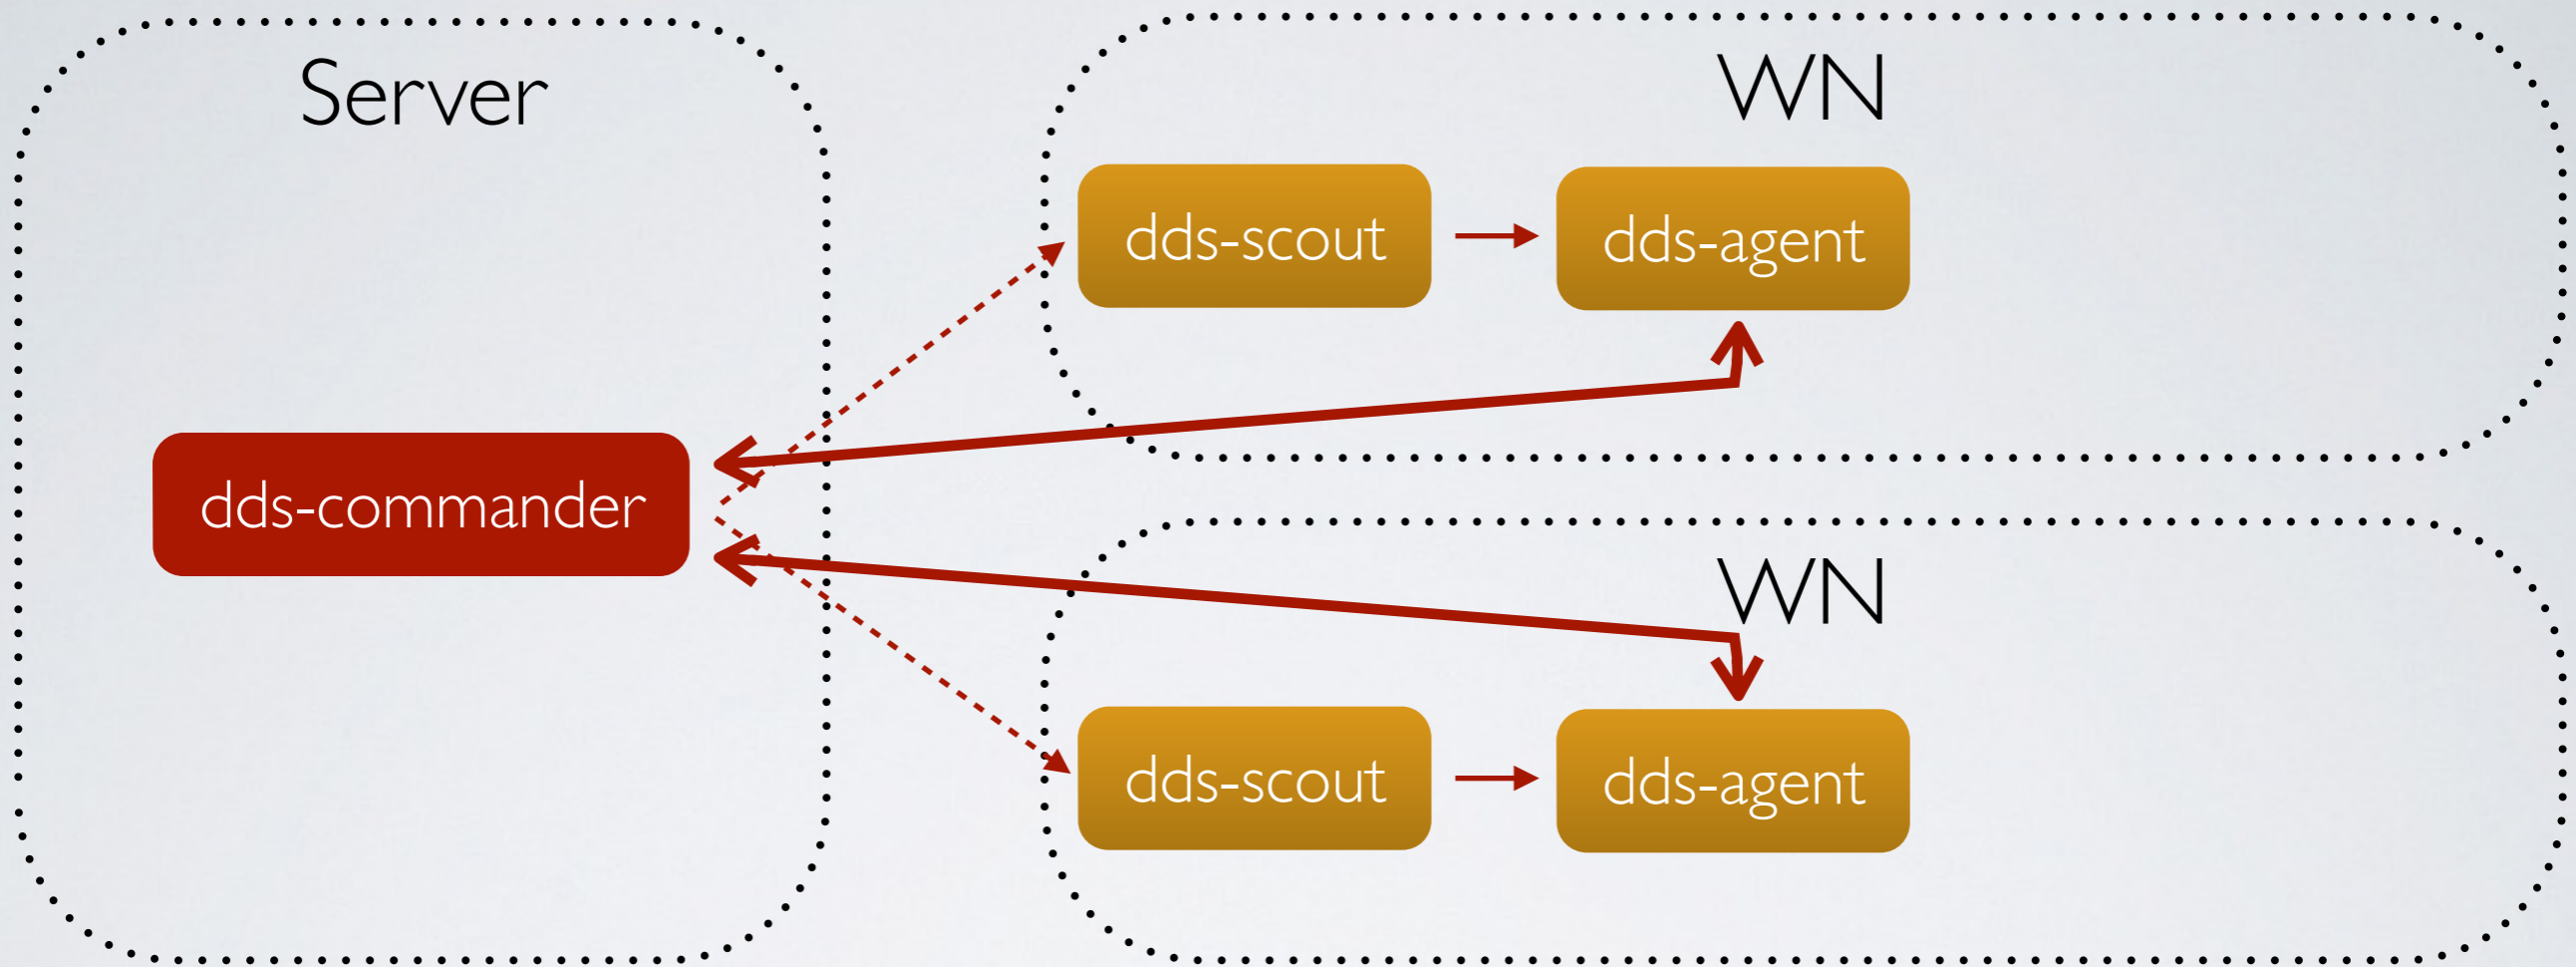 Server
dds-commander
WN
dds-scout
dds-agent
WN
dds-scout
dds-agent